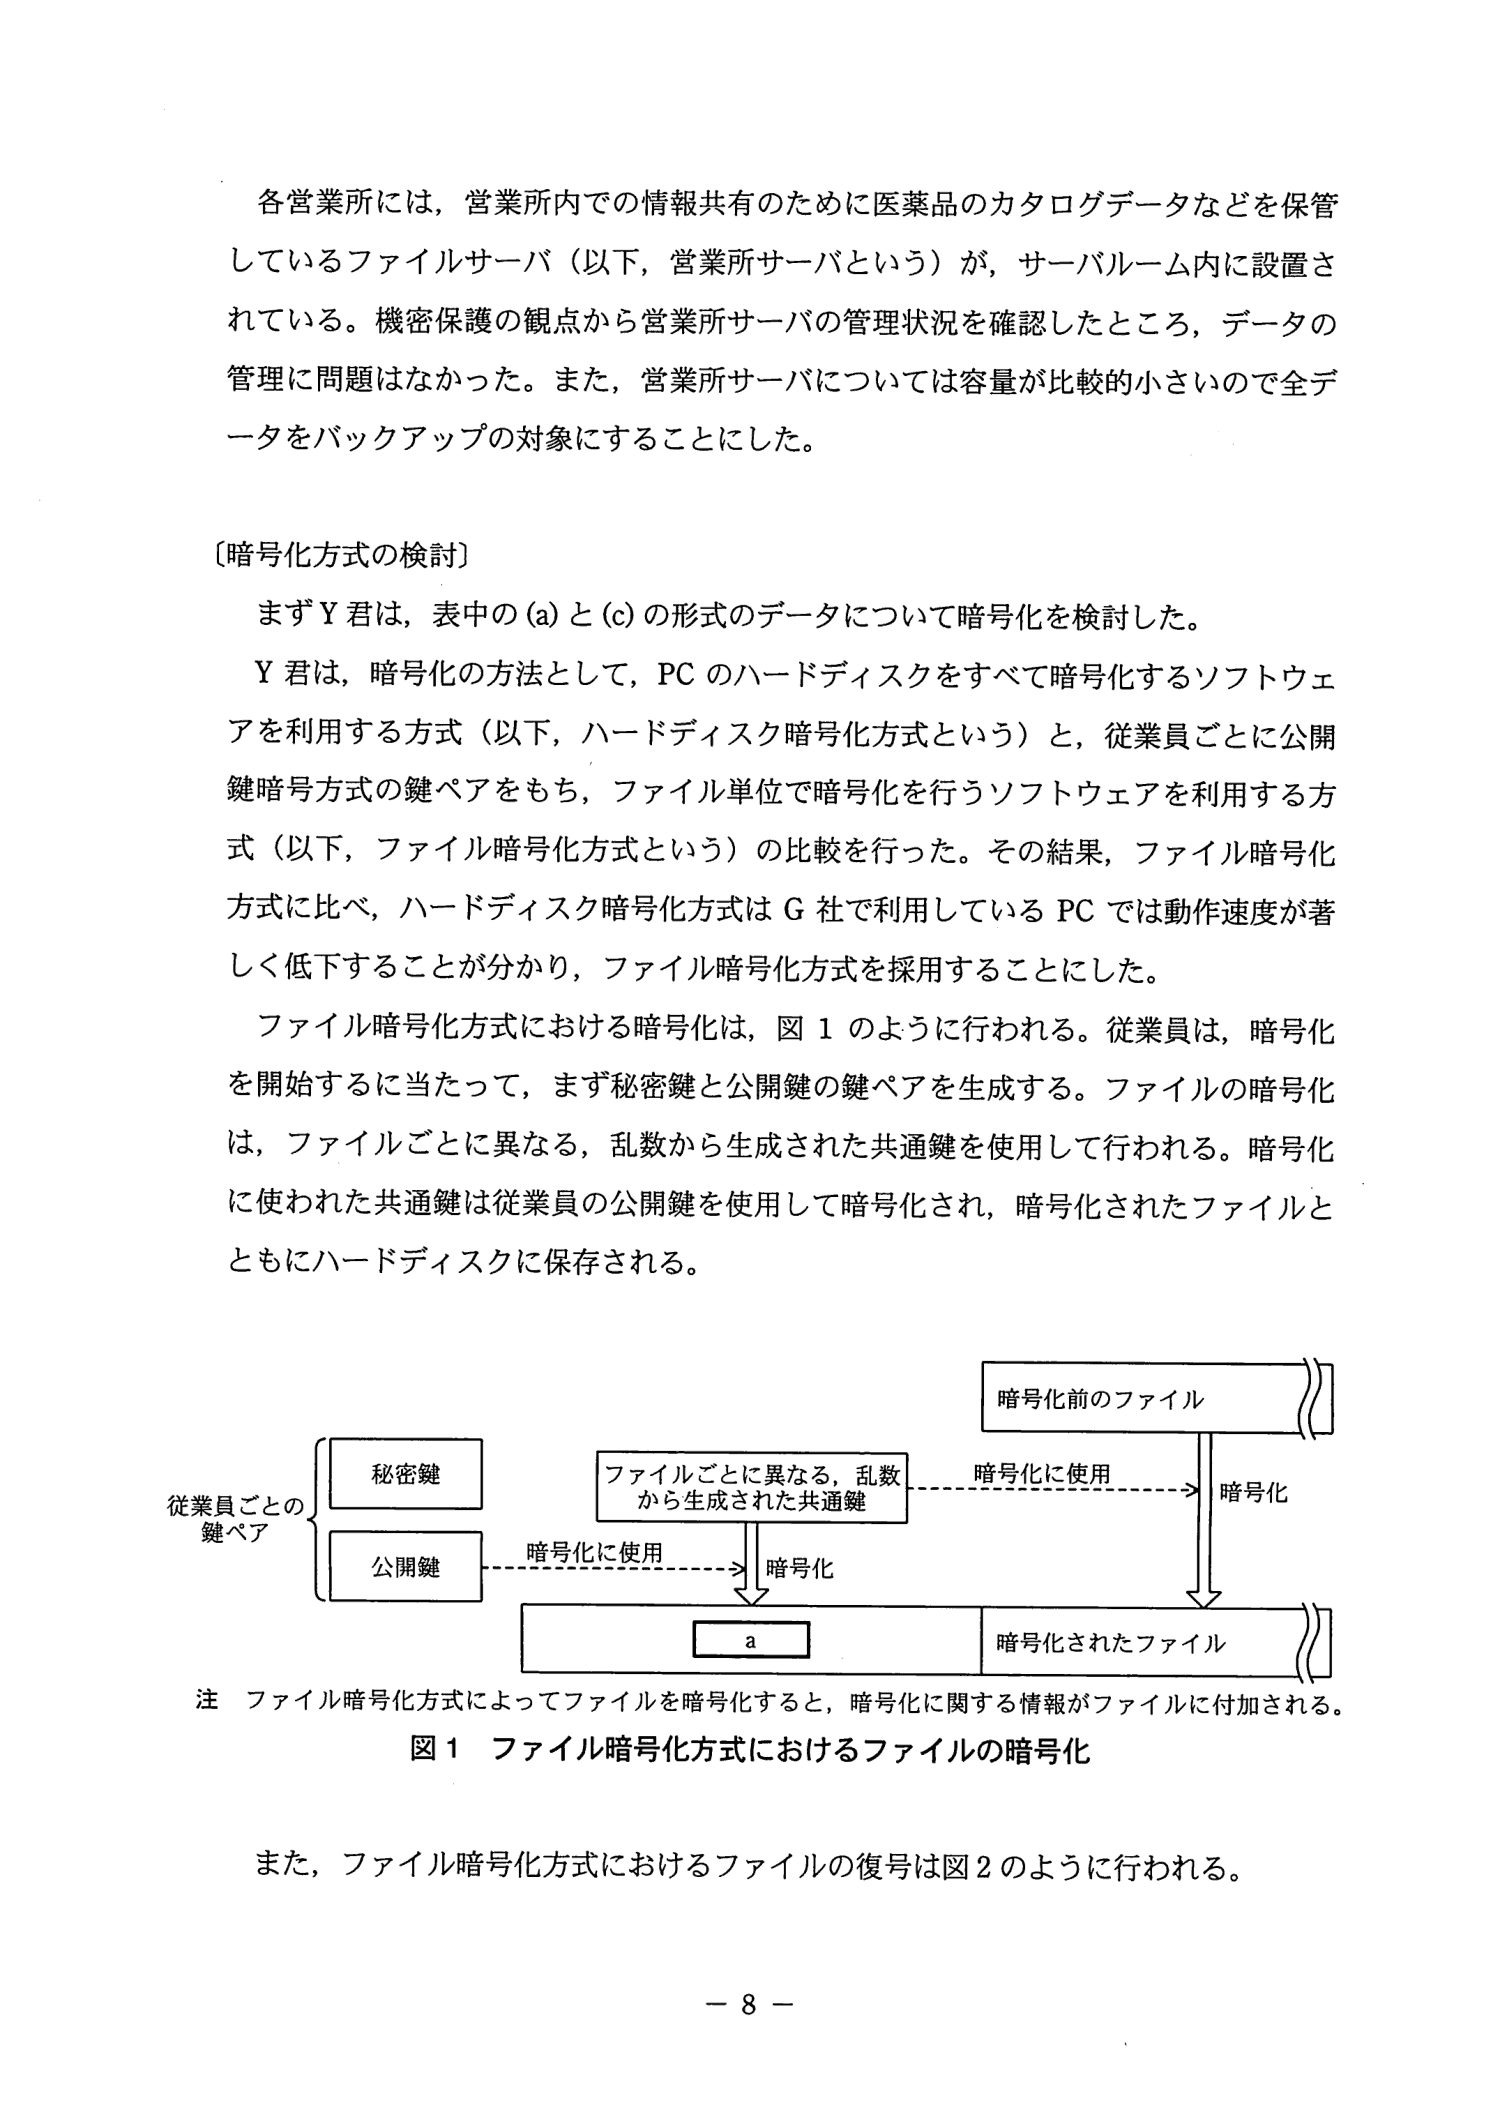 各営業所には，営業所内での情報共有のために医薬品のカタログデータなどを保管
しているファイルサーバ（以下，営業所サーバという）が，サーバルーム内に設置さ
れている。機密保護の観点から営業所サーバの管理状況を確認したところ，データの
管理に問題はなかった。また，営業所サーバについては容量が比較的小さいので全デ
ータをバックアップの対象にすることにした。
〔暗号化方式の検討〕
まずY君は，表中の(a)と(c)の形式のデータについて暗号化を検討した。
Y 君は，暗号化の方法として，PC のハードディスクをすべて暗号化するソフトウェ
アを利用する方式（以下，ハードディスク暗号化方式という）と，従業員ごとに公開
鍵暗号方式の鍵ペアをもち，ファイル単位で暗号化を行うソフトウェアを利用する方
式（以下，ファイル暗号化方式という）の比較を行った。その結果，ファイル暗号化
方式に比べ，ハードディスク暗号化方式は G 社で利用している PC では動作速度が著
しく低下することが分かり，ファイル暗号化方式を採用することにした。
ファイル暗号化方式における暗号化は，図 1 のように行われる。従業員は，暗号化
を開始するに当たって，まず秘密鍵と公開鍵の鍵ペアを生成する。ファイルの暗号化
は，ファイルごとに異なる，乱数から生成された共通鍵を使用して行われる。暗号化
に使われた共通鍵は従業員の公開鍵を使用して暗号化され，暗号化されたファイルと
ともにハードディスクに保存される。
暗号化前のファイル
秘密鍵
ファイルごとに異なる，乱数
から生成された共通鍵
暗号化に使用
暗号化
従業員ごとの
鍵ペア
公開鍵
暗号化に使用
暗号化
a
暗号化されたファイル
注　ファイル暗号化方式によってファイルを暗号化すると，暗号化に関する情報がファイルに付加される。
図1　ファイル暗号化方式におけるファイルの暗号化
また，ファイル暗号化方式におけるファイルの復号は図2のように行われる。
－ 8 －